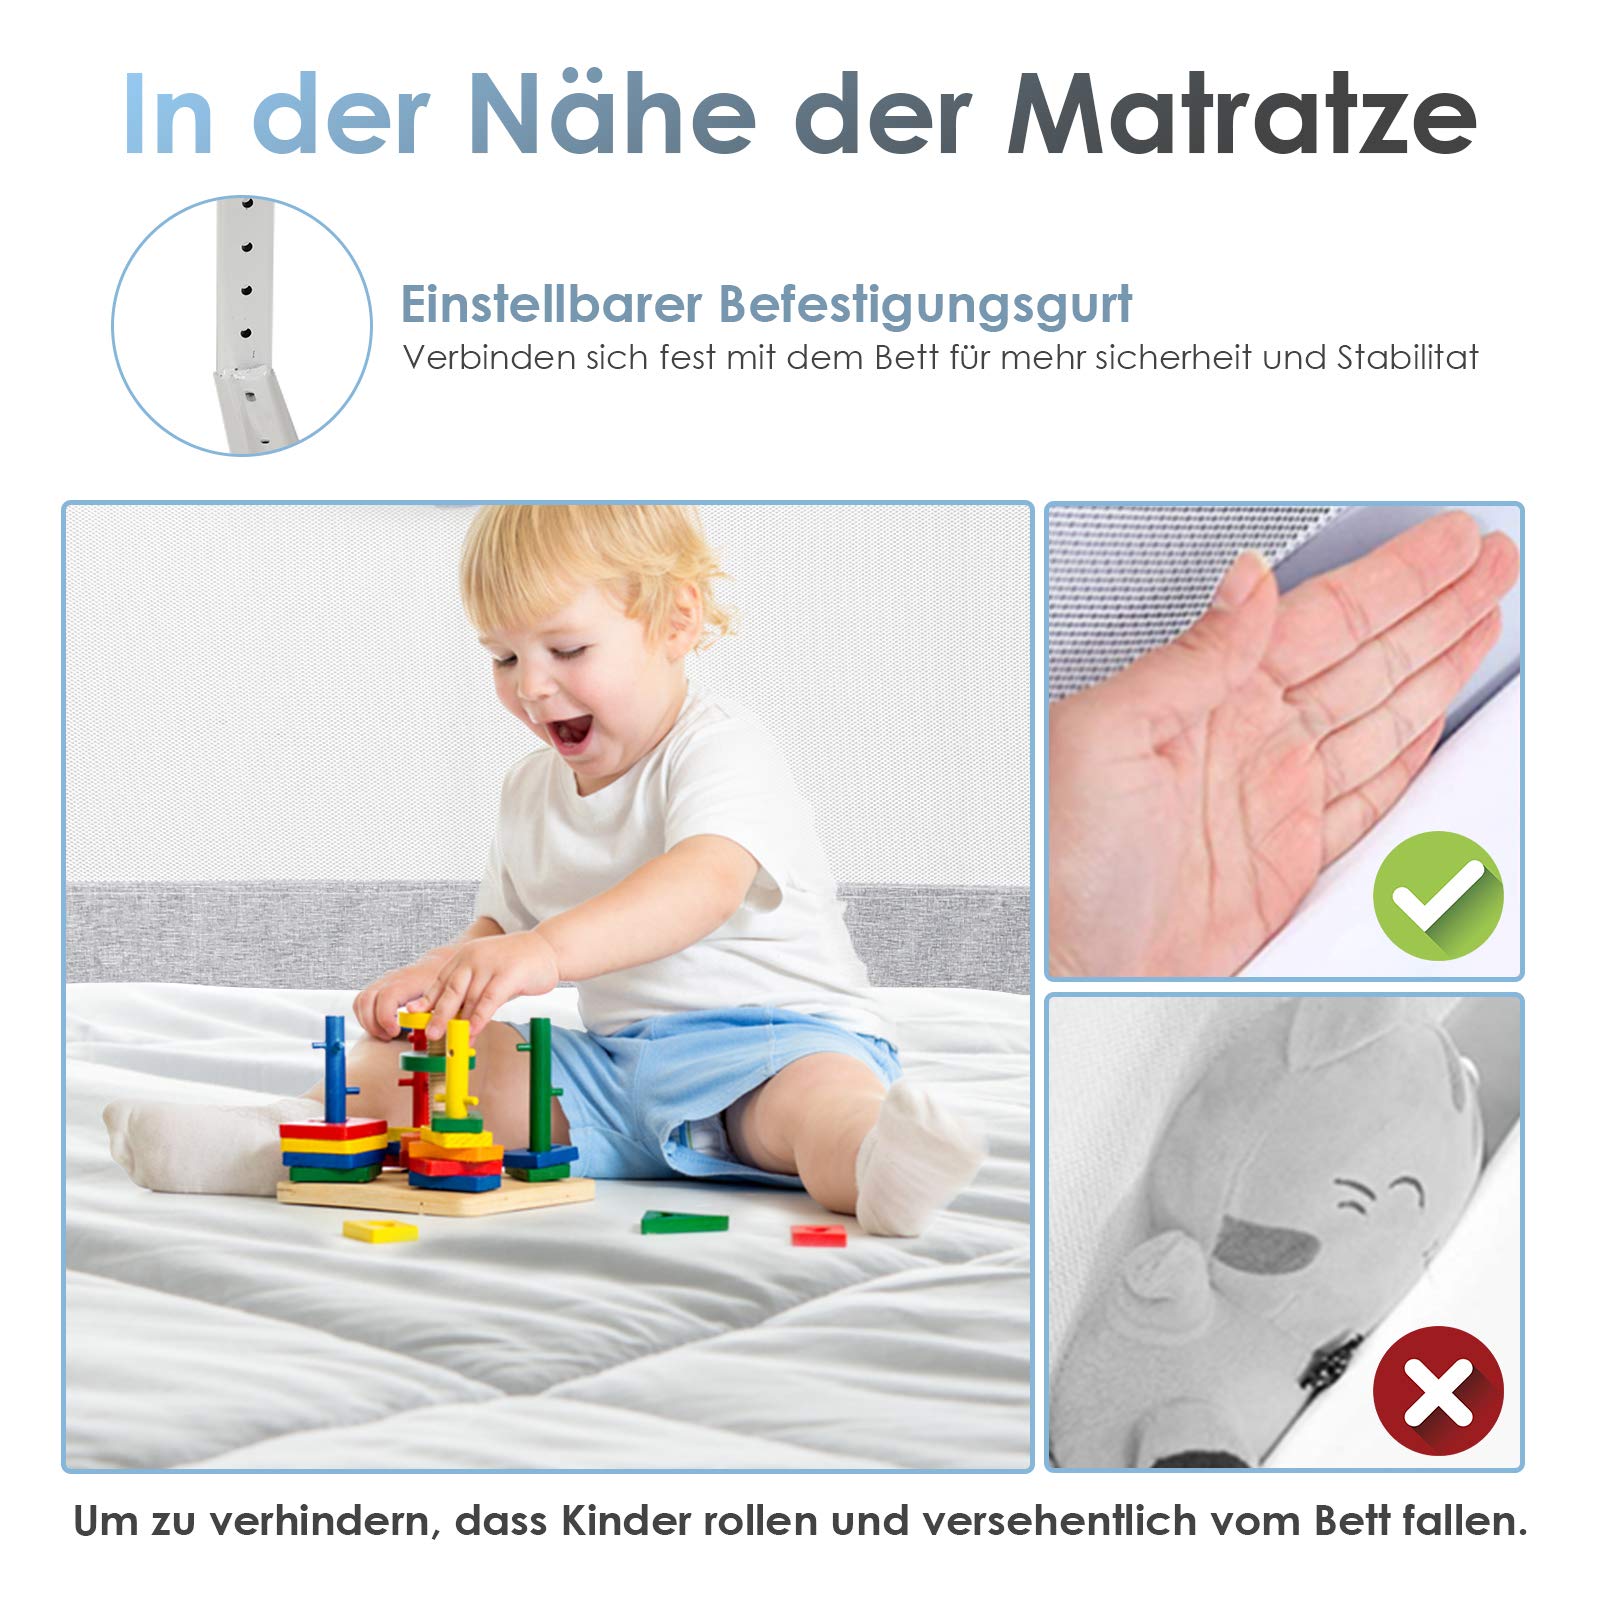 In der Nähe der Matratze
Einstellbarer Befestigungsgurt
Verbinden sich fest mit dem Bett für mehr sicherheit und Stabilitat
Um zu verhindern, dass Kinder rollen und versehentlich vom Bett fallen.